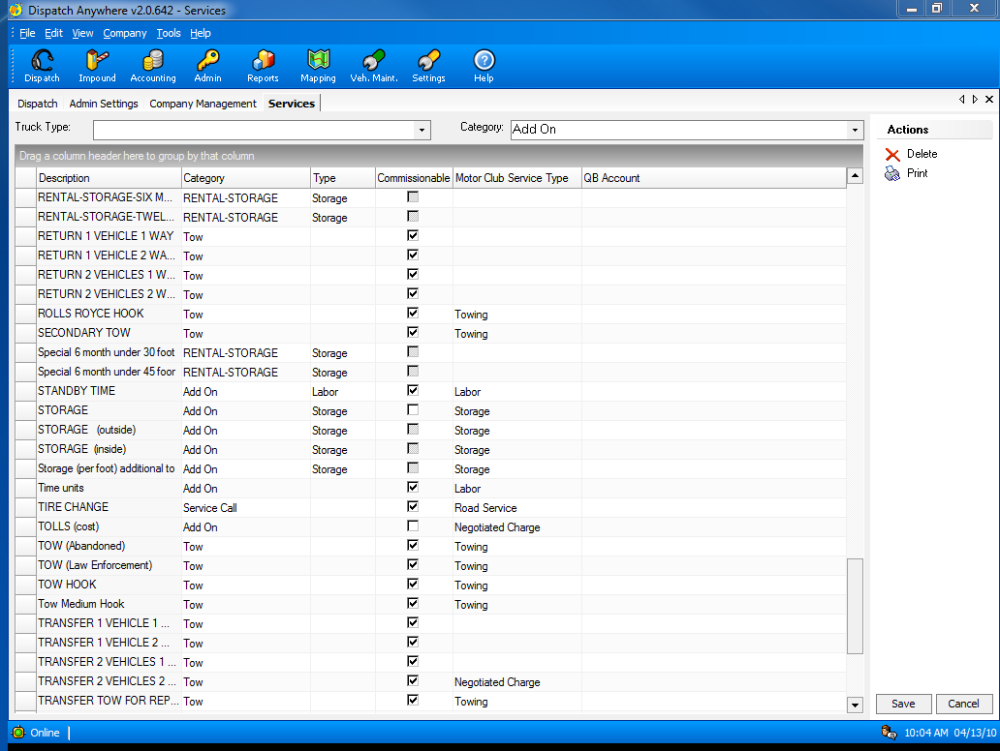 Dispatch Anywhere v2.0.642 - Services
File Edit View Company Tools Help
Dispatch Impound Accounting Admin Reports Mapping Veh. Maint. Settings Help
Dispatch Admin Settings Company Management Services
Truck Type: Category: Add On
Actions
Delete
Print
Drag a column header here to group by that column
Description Category Type Commissionable Motor Club Service Type QB Account
RENTAL-STORAGE-SIX M... RENTAL-STORAGE Storage
RENTAL-STORAGE-TWEL... RENTAL-STORAGE Storage
RETURN 1 VEHICLE 1 WAY Tow
RETURN 1 VEHICLE 2 WA... Tow
RETURN 2 VEHICLES 1 W... Tow
RETURN 2 VEHICLES 2 W... Tow
ROLLS ROYCE HOOK Tow Towing
SECONDARY TOW Tow Towing
Special 6 month under 30 foot RENTAL-STORAGE Storage
Special 6 month under 45 foor RENTAL-STORAGE Storage
STANDBY TIME Add On Labor Labor
STORAGE Add On Storage Storage
STORAGE (outside) Add On Storage Storage
STORAGE (inside) Add On Storage Storage
Storage (per foot) additional to Add On Storage Storage
Time units Add On Labor
TIRE CHANGE Service Call Road Service
TOLLS (cost) Add On Negotiated Charge
TOW (Abandoned) Tow Towing
TOW (Law Enforcement) Tow Towing
TOW HOOK Tow Towing
Tow Medium Hook Tow Towing
TRANSFER 1 VEHICLE 1 ... Tow
TRANSFER 1 VEHICLE 2 ... Tow
TRANSFER 2 VEHICLES 1 ... Tow
TRANSFER 2 VEHICLES 2 ... Tow Negotiated Charge
TRANSFER TOW FOR REP... Tow Towing
Save Cancel
Online 10:04 AM 04/13/10